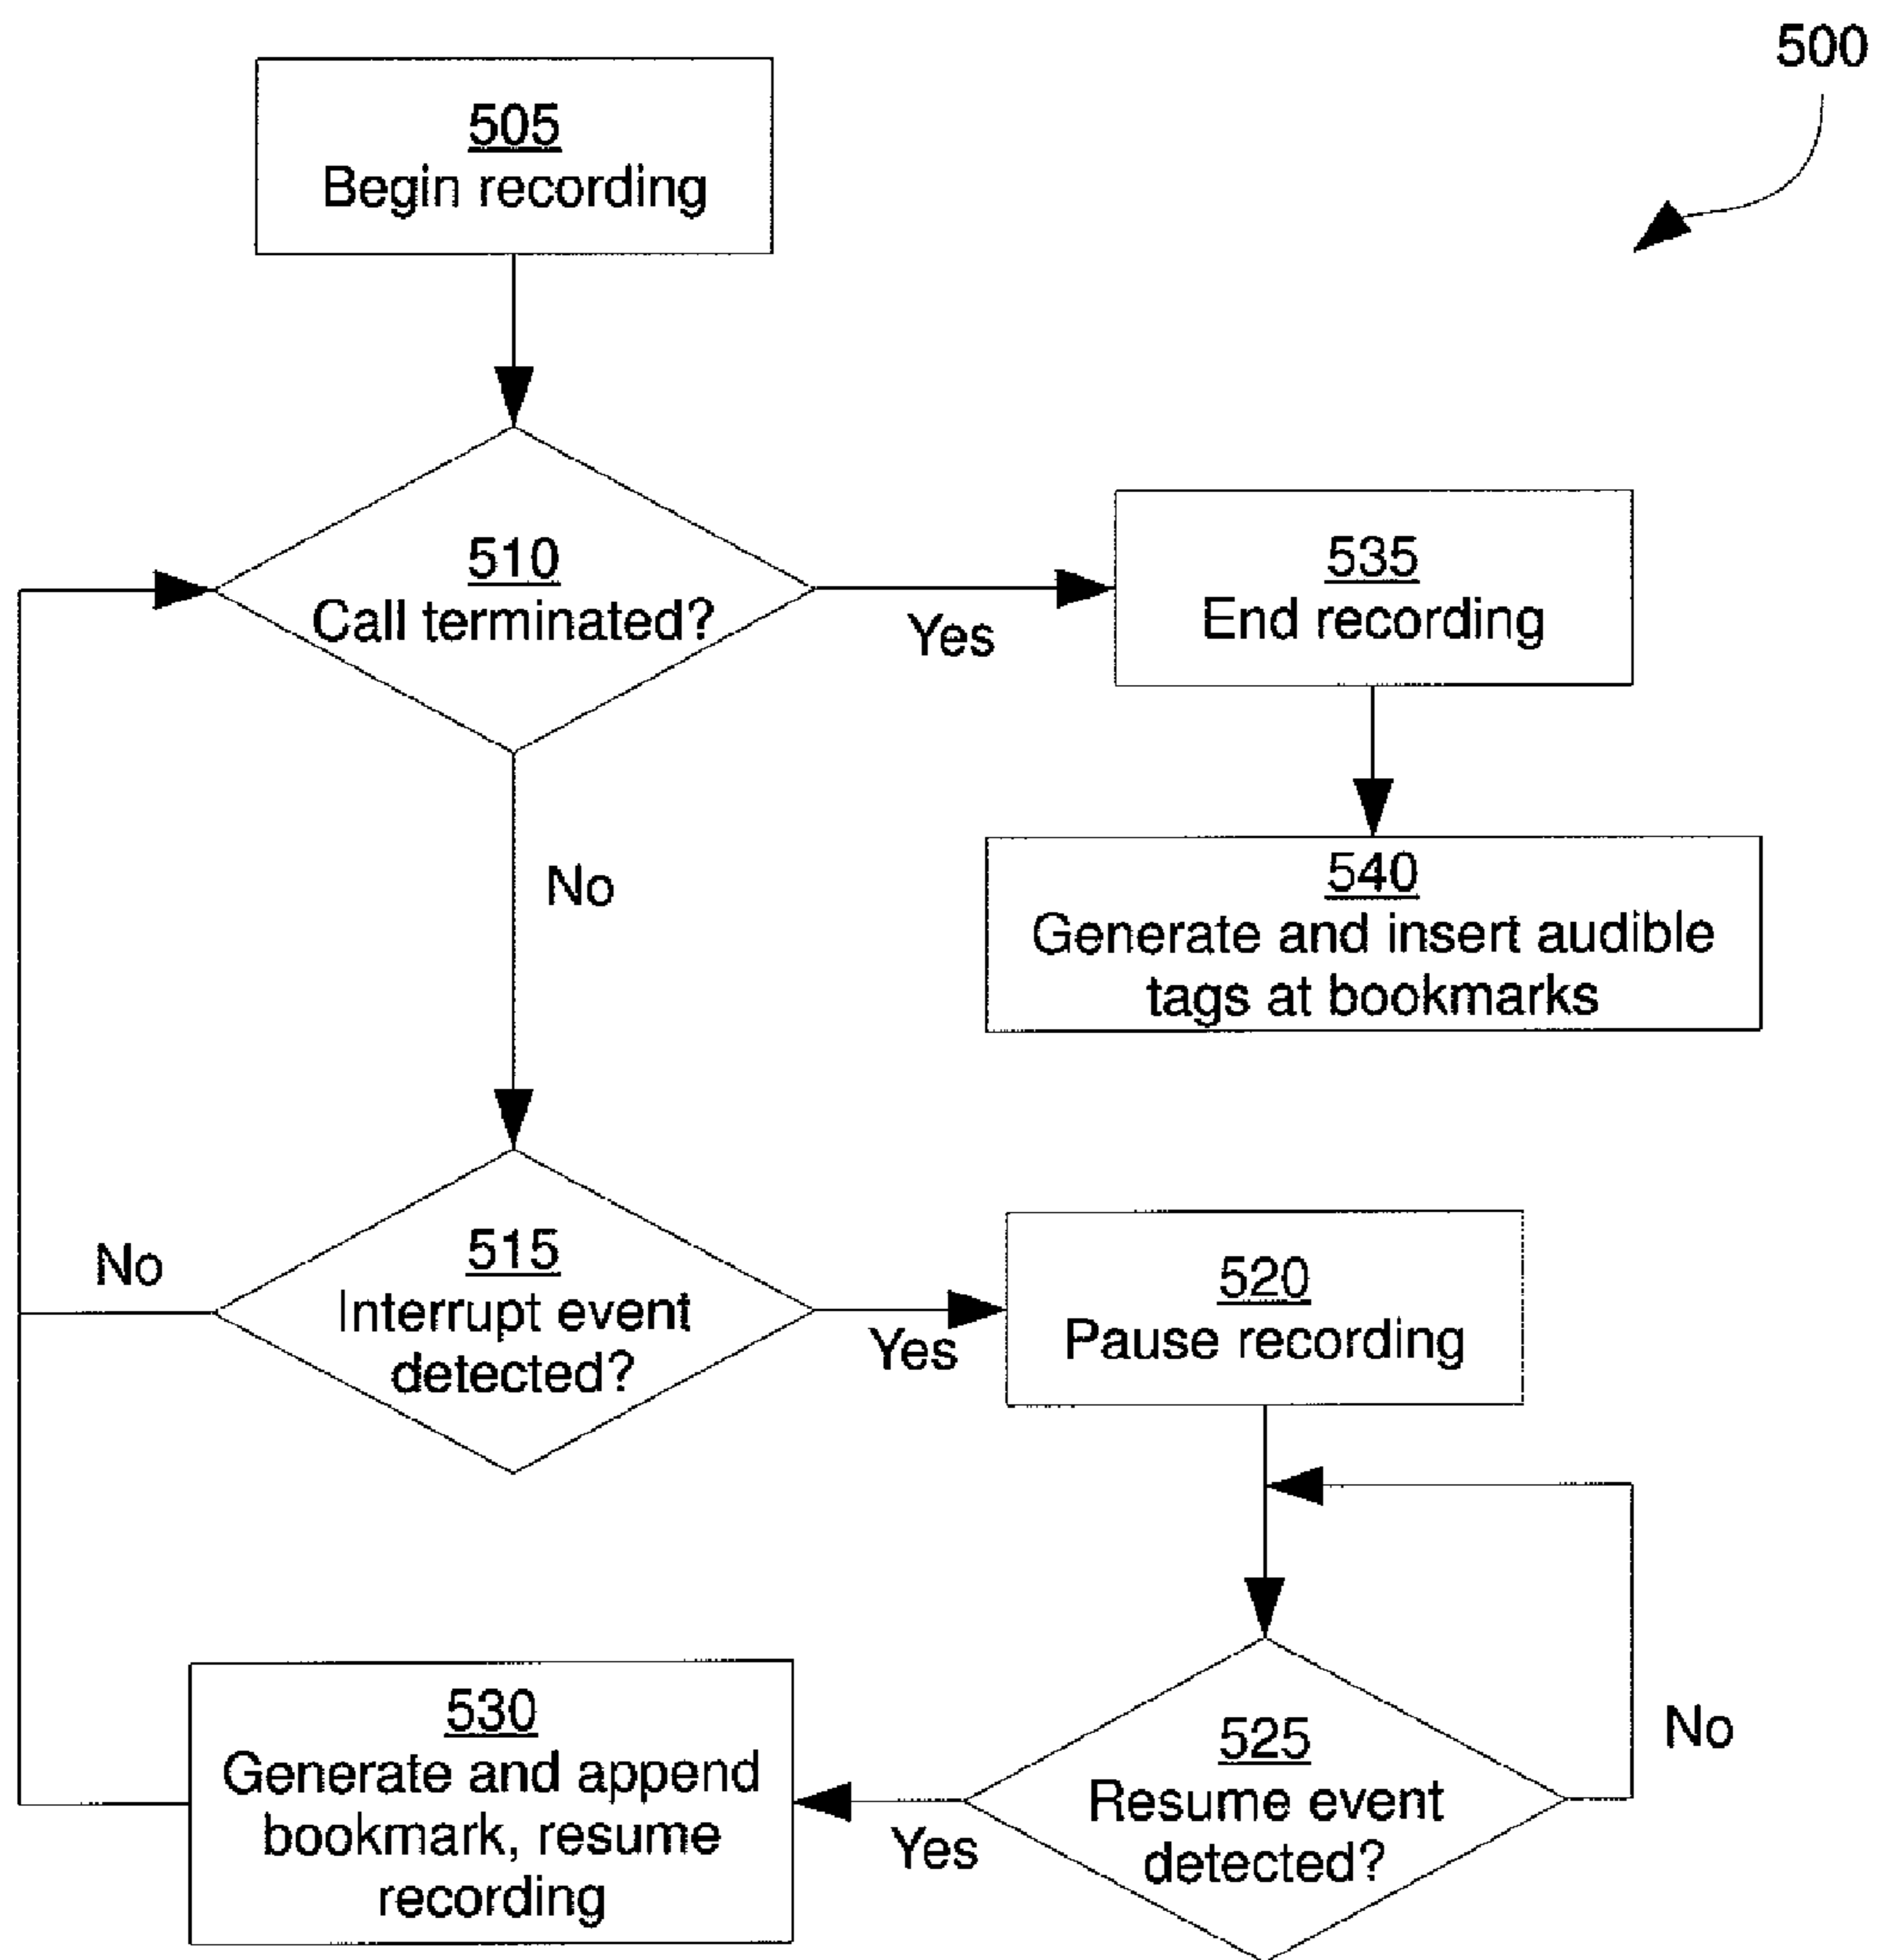 500
505
Begin recording
510
Call terminated?
Yes
535
End recording
No
540
Generate and insert audible
tags at bookmarks
515
Interrupt event
detected?
No
Yes
520
Pause recording
525
Resume event
detected?
No
Yes
530
Generate and append
bookmark, resume
recording